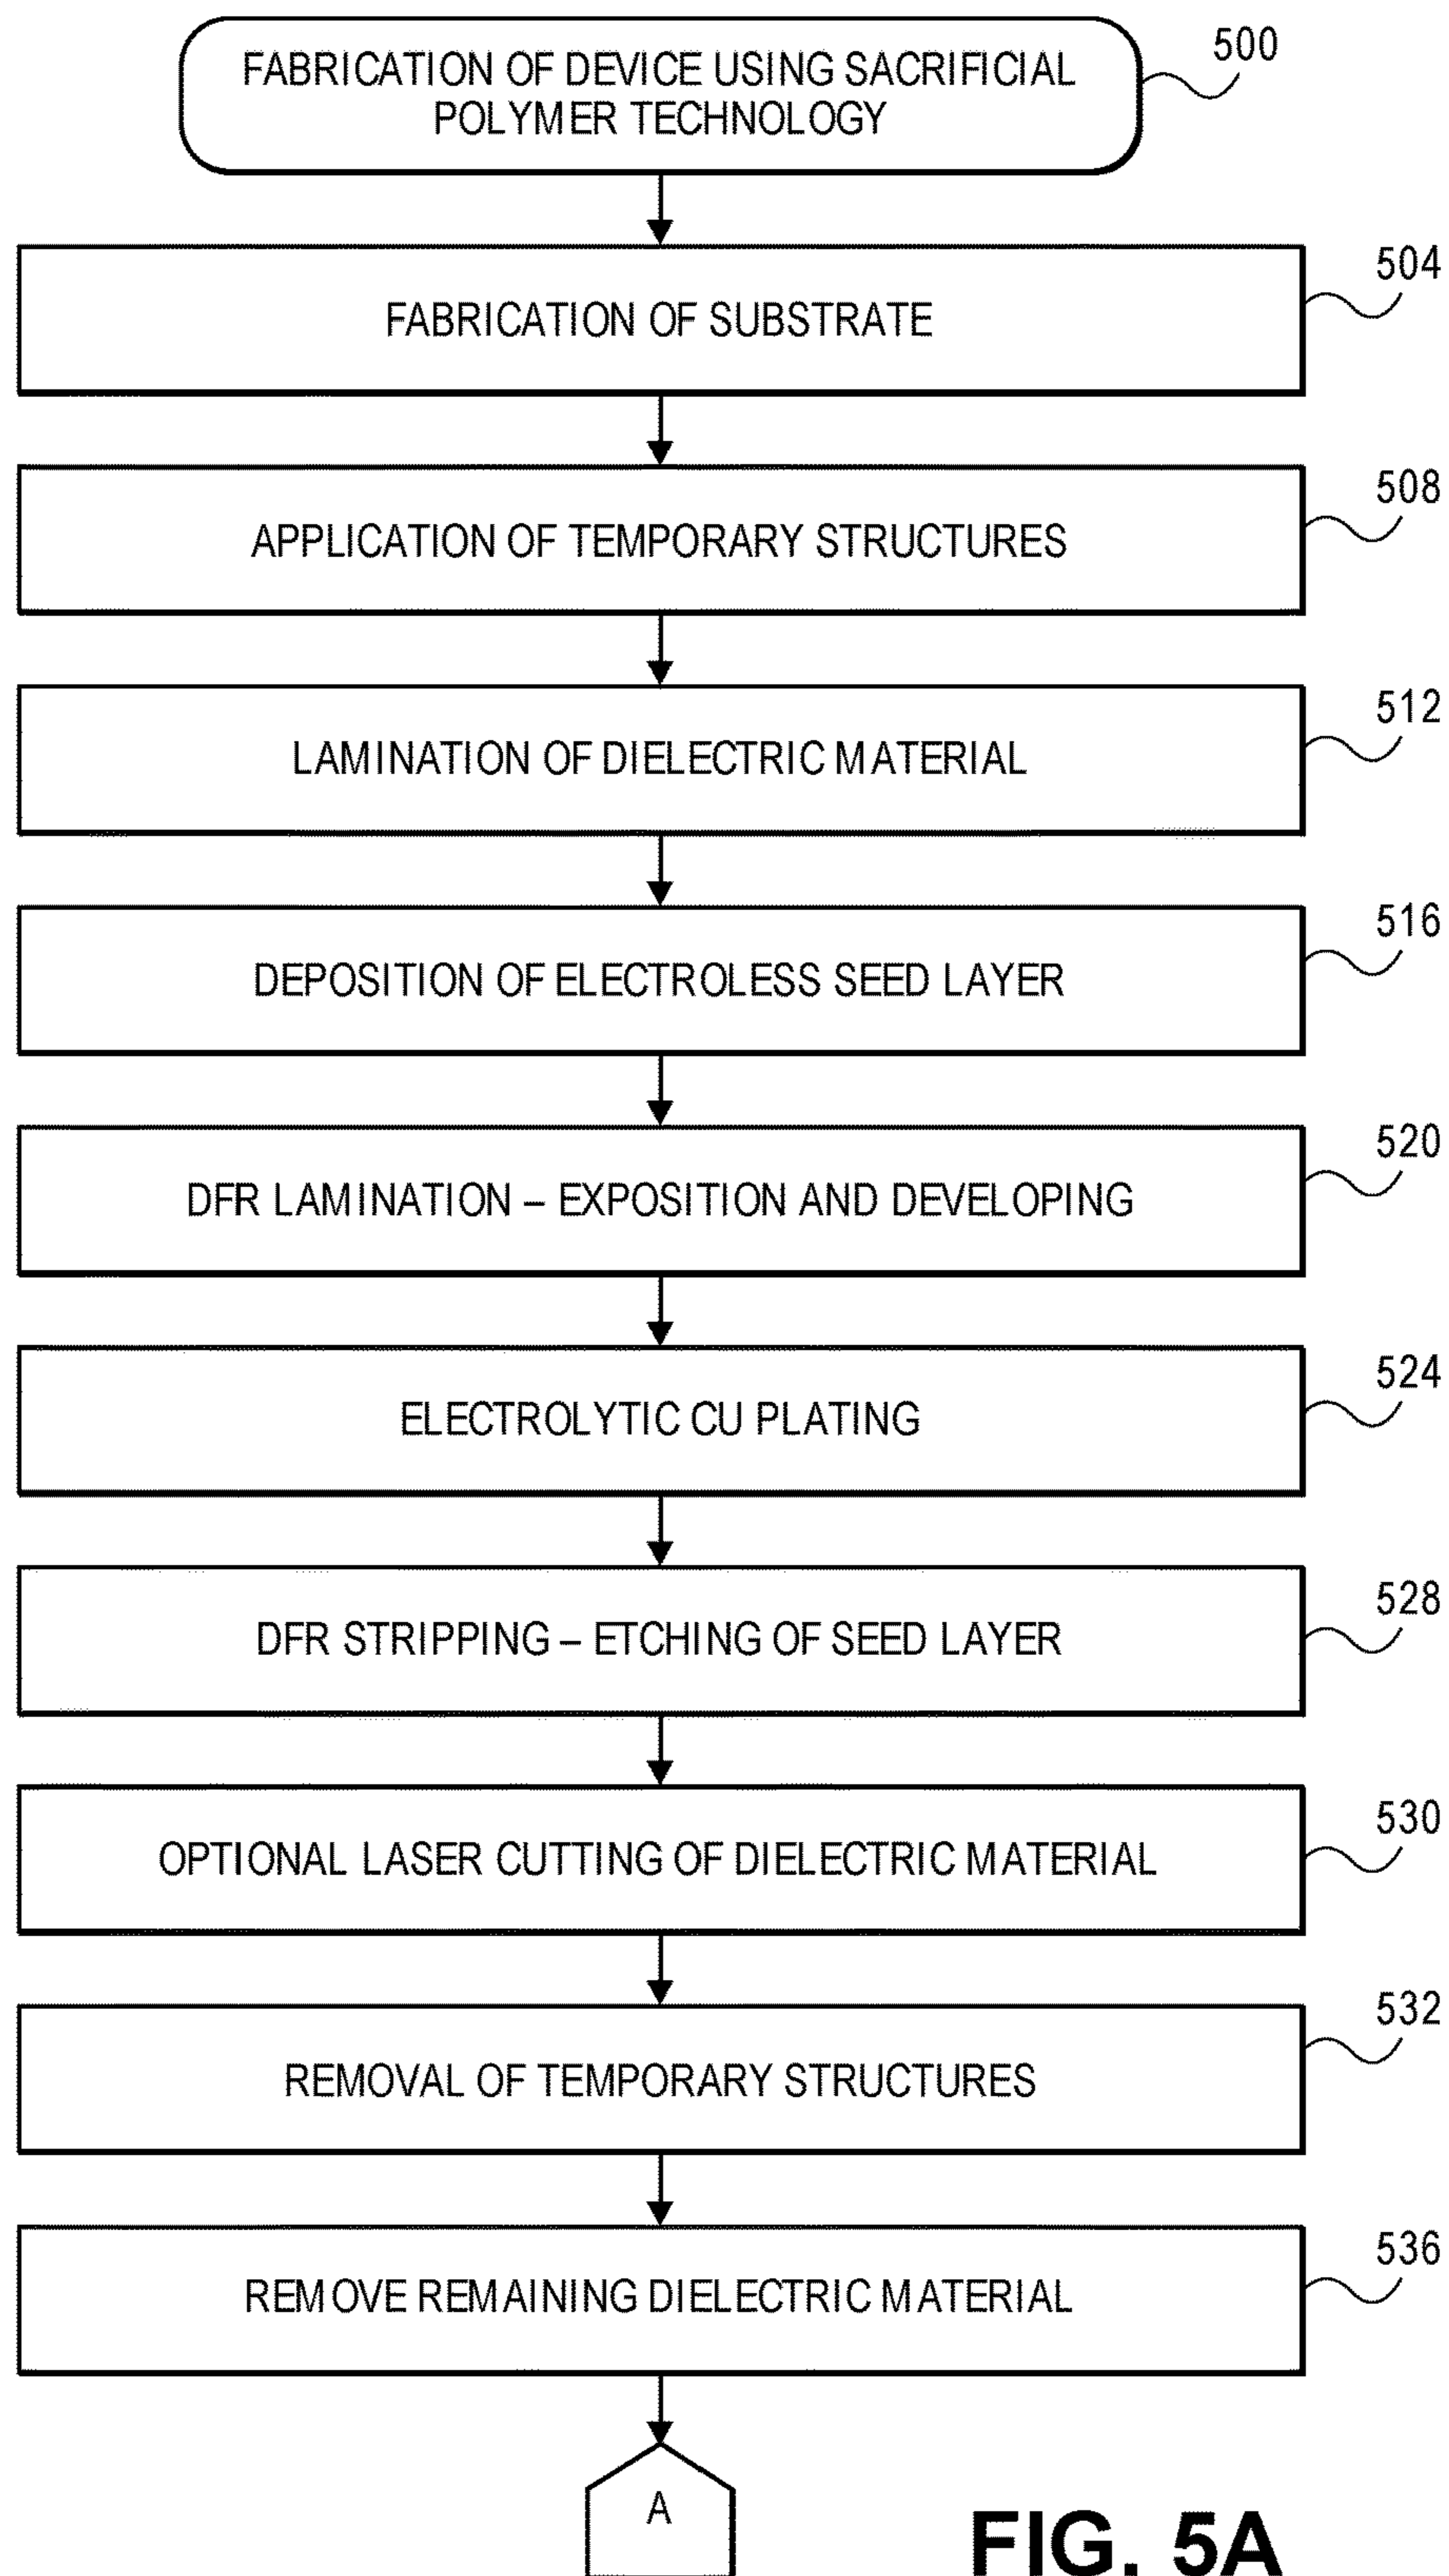 FABRICATION OF DEVICE USING SACRIFICIAL
POLYMER TECHNOLOGY
500
504
FABRICATION OF SUBSTRATE
508
APPLICATION OF TEMPORARY STRUCTURES
512
LAMINATION OF DIELECTRIC MATERIAL
516
DEPOSITION OF ELECTROLESS SEED LAYER
520
DFR LAMINATION – EXPOSITION AND DEVELOPING
524
ELECTROLYTIC CU PLATING
528
DFR STRIPPING – ETCHING OF SEED LAYER
530
OPTIONAL LASER CUTTING OF DIELECTRIC MATERIAL
532
REMOVAL OF TEMPORARY STRUCTURES
536
REMOVE REMAINING DIELECTRIC MATERIAL
A
FIG. 5A